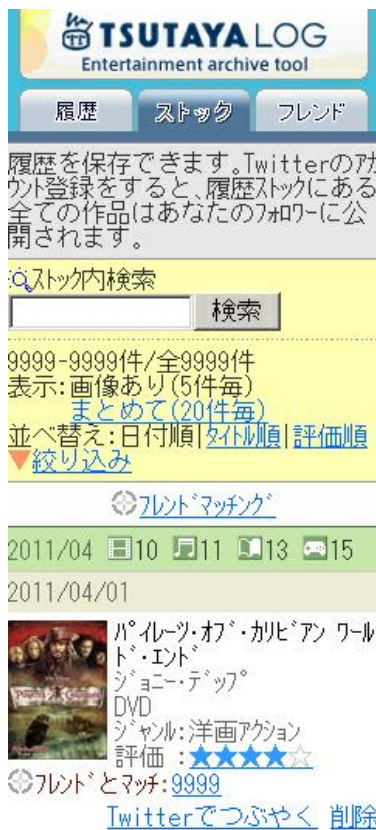 TSUTAYA LOG
Entertainment archive tool
履歴 ストック フレンド
履歴を保存できます。Twitterのアカ
ウント登録をすると、履歴ストックにある
全ての作品はあなたのフォロワーに公
開されます。
ストック内検索
検索
9999-9999件/全9999件
表示:画像あり(5件毎)
まとめて(20件毎)
並べ替え:日付順|タイトル順|評価順
▼絞り込み
フレンドマッチング
2011/04 10 11 13 15
2011/04/01
パイレーツ・オブ・カリビアン ワール
ド・エンド
ジョニー・デップ
DVD
ジャンル:洋画アクション
評価 :★★★★☆
フレンドとマッチ:9999
Twitterでつぶやく 削除